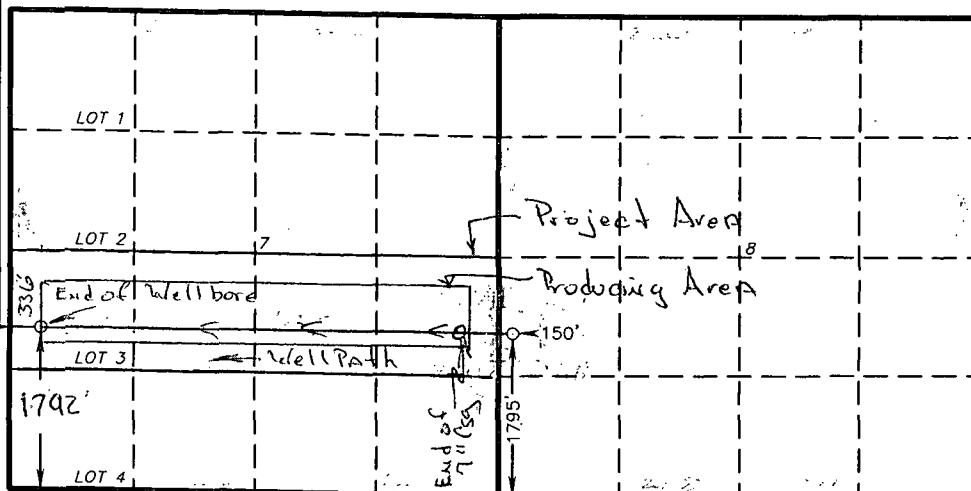 LOT 1
Project Area
LOT 2
7
8
Producing Area
336'
End of Wellbore
150'
LOT 3
Well Path
1792'
1795'
End of
7" Csg
LOT 4